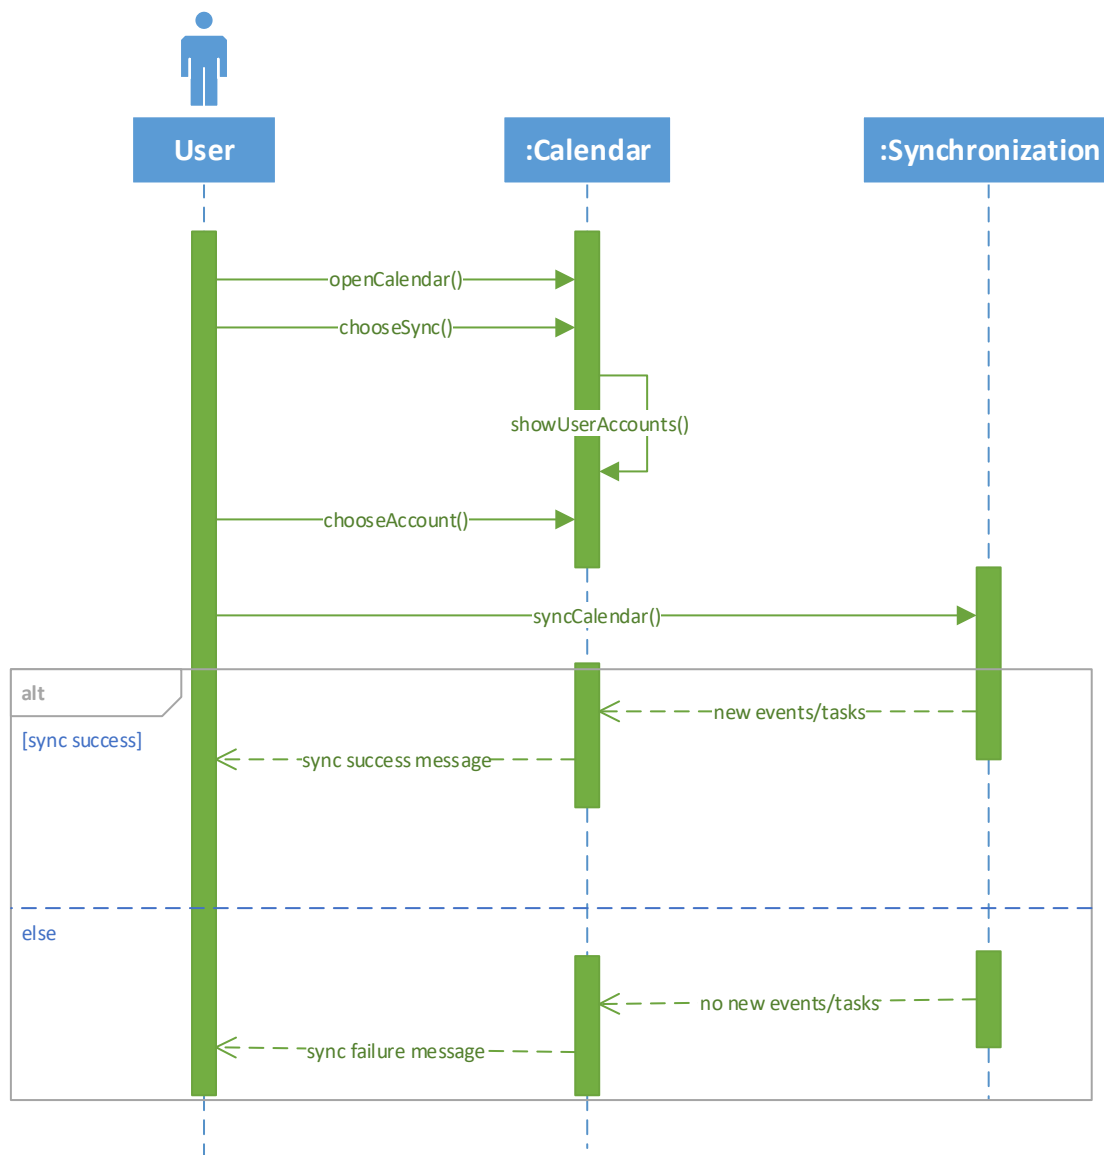 User
:Calendar
:Synchronization
openCalendar()
chooseSync()
showUserAccounts()
chooseAccount()
syncCalendar()
alt
new events/tasks
[sync success]
sync success message
else
no new events/tasks
sync failure message